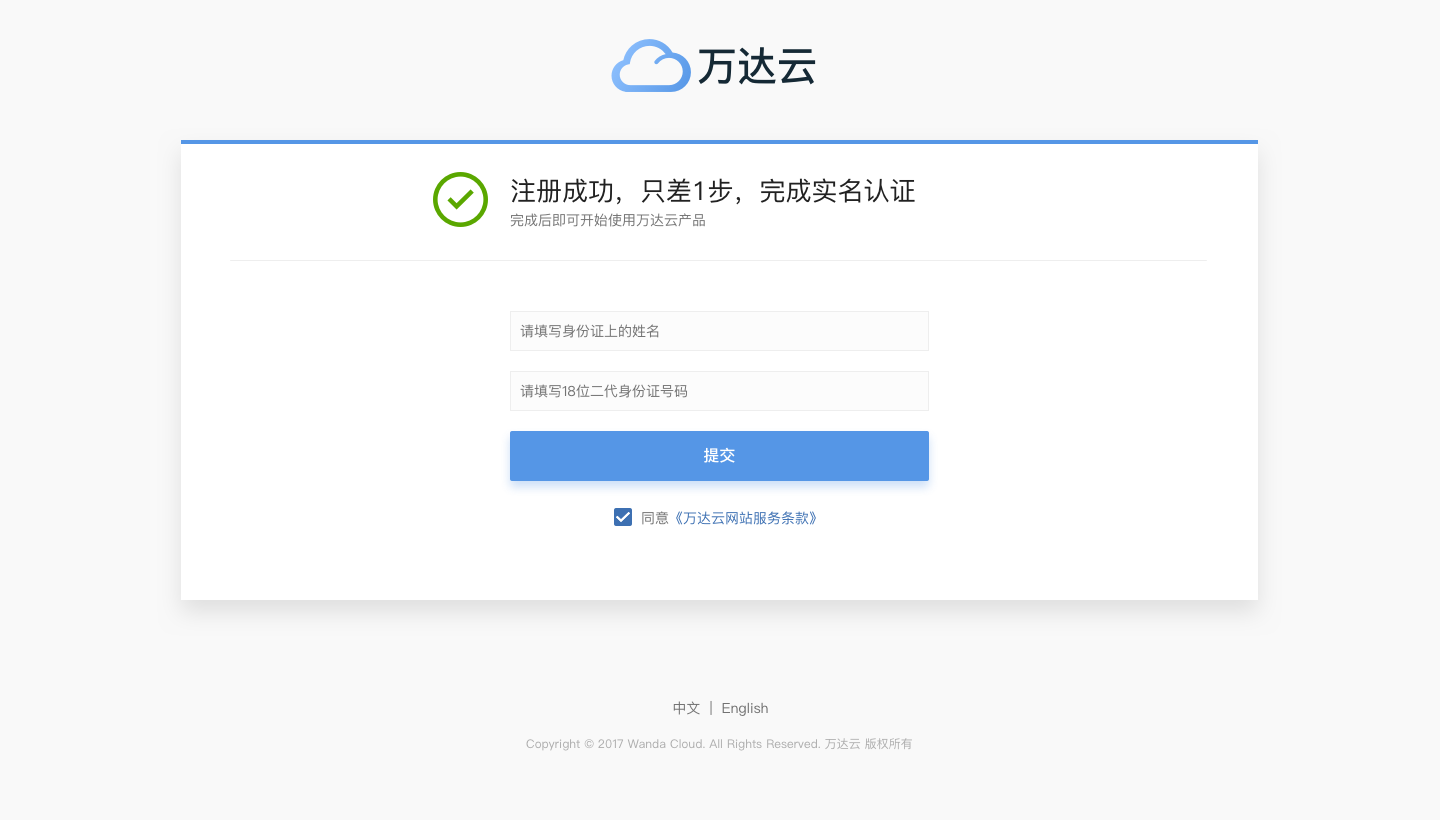 万达云
注册成功，只差1步，完成实名认证
完成后即可开始使用万达云产品
请填写身份证上的姓名
请填写18位二代身份证号码
提交
同意《万达云网站服务条款》
中文 | English
Copyright © 2017 Wanda Cloud. All Rights Reserved. 万达云 版权所有